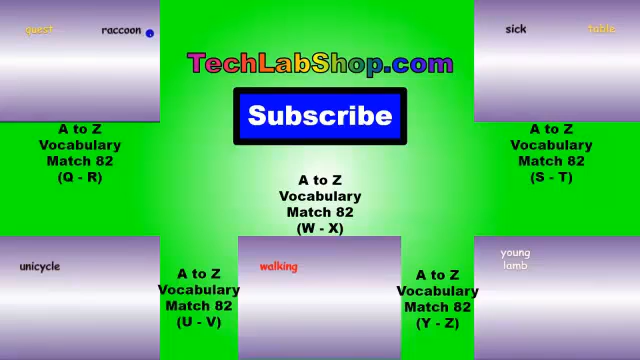 quest raccoon
A to Z
Vocabulary
Match 82
(Q - R)
TechLabShop.com
Subscribe
sick table
A to Z
Vocabulary
Match 82
(S - T)
A to Z
Vocabulary
Match 82
(W - X)
unicycle
A to Z
Vocabulary
Match 82
(U - V)
walking
A to Z
Vocabulary
Match 82
(Y - Z)
young
lamb